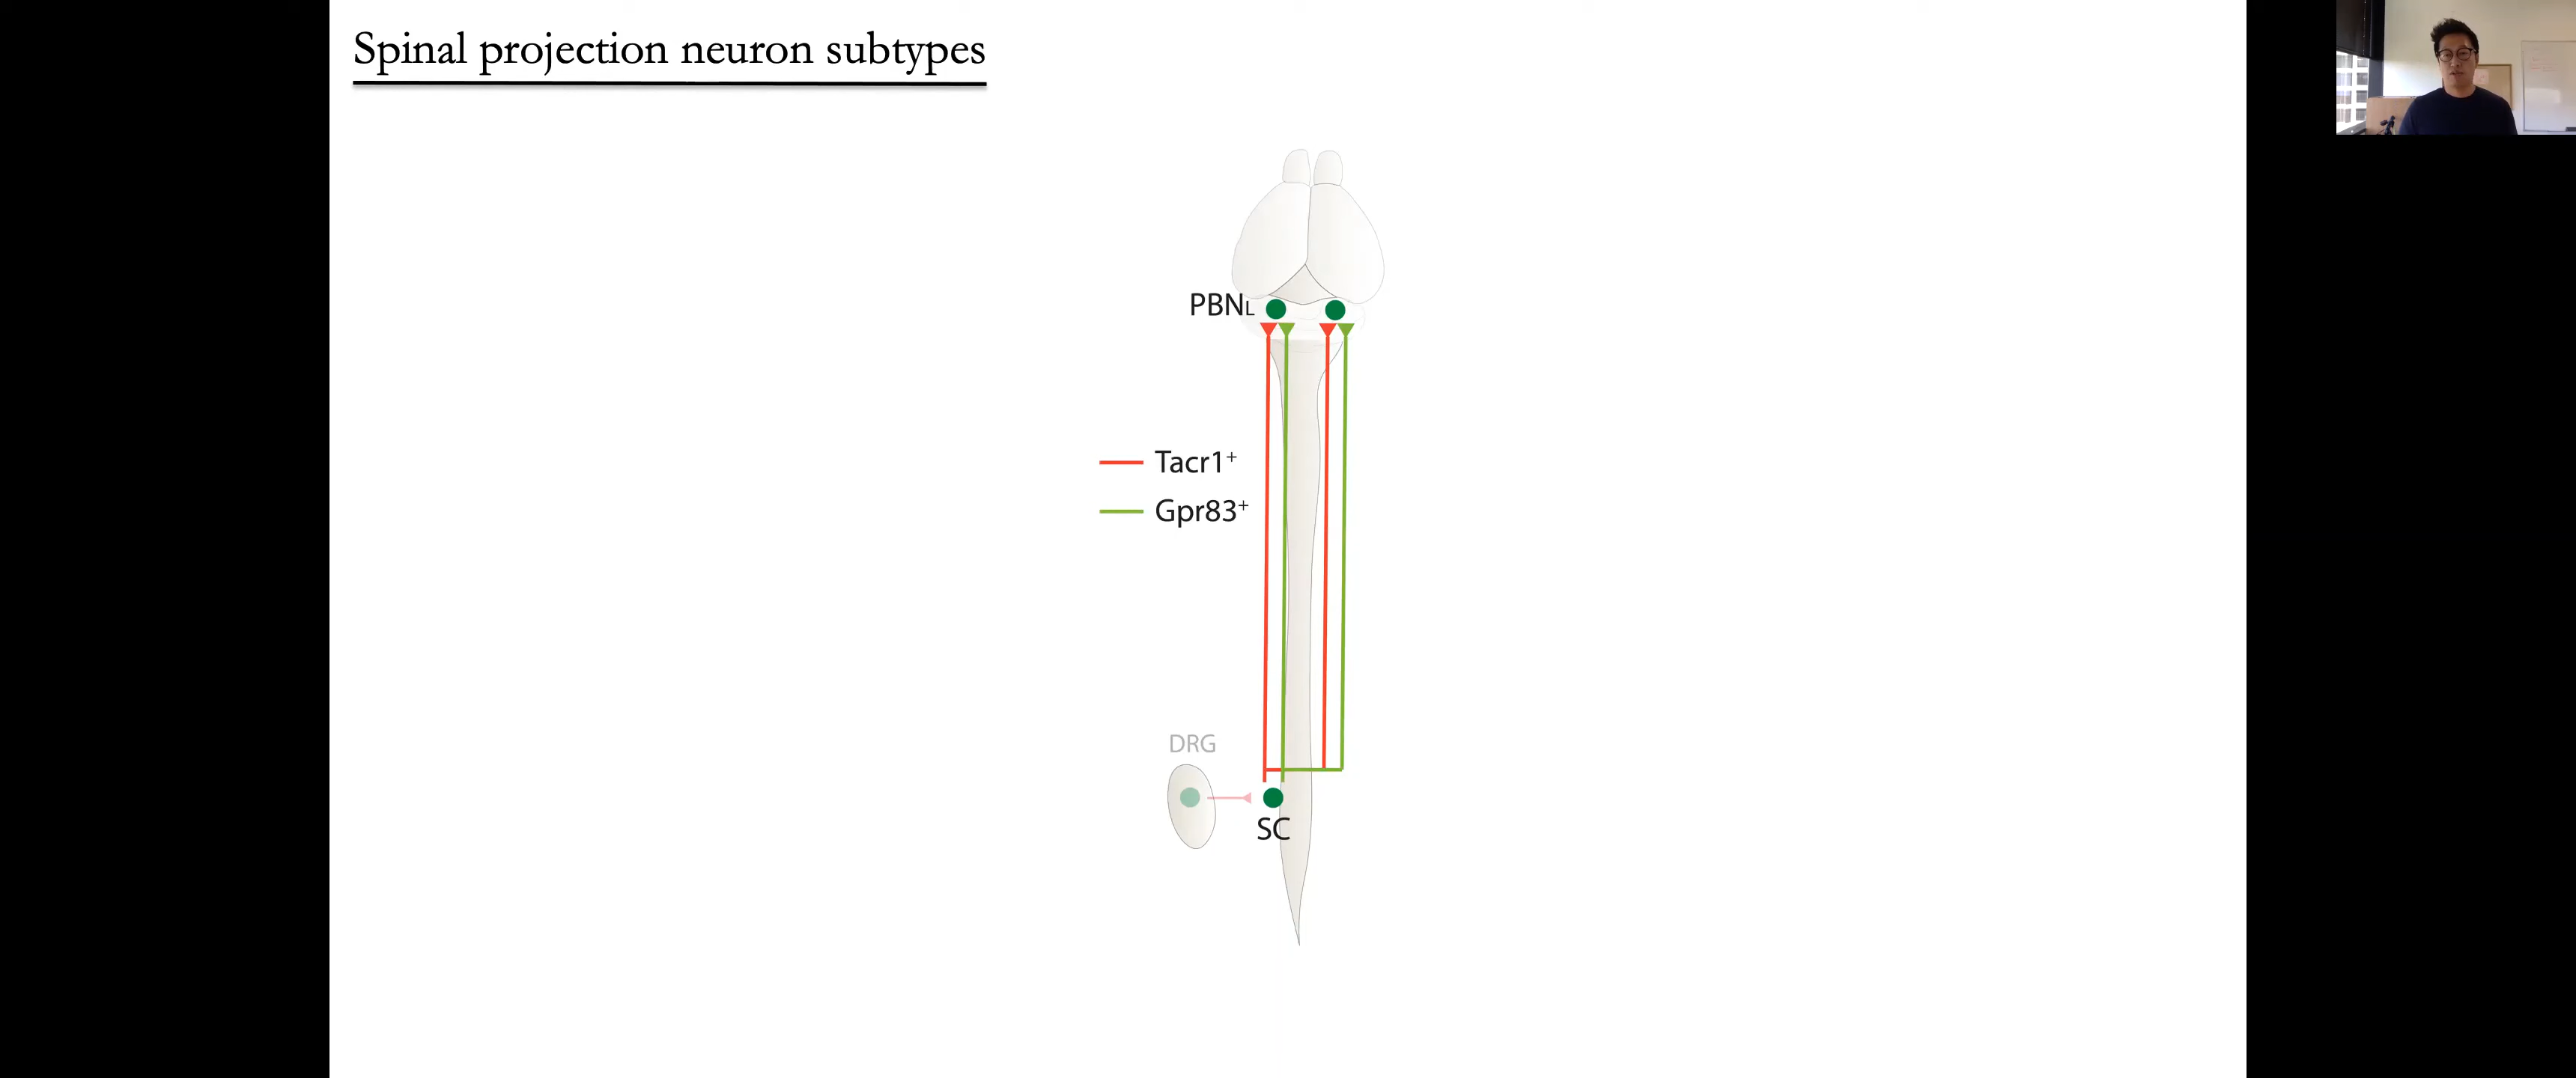 Spinal projection neuron subtypes
PBNL
Tacr1⁺
Gpr83⁺
DRG
SC